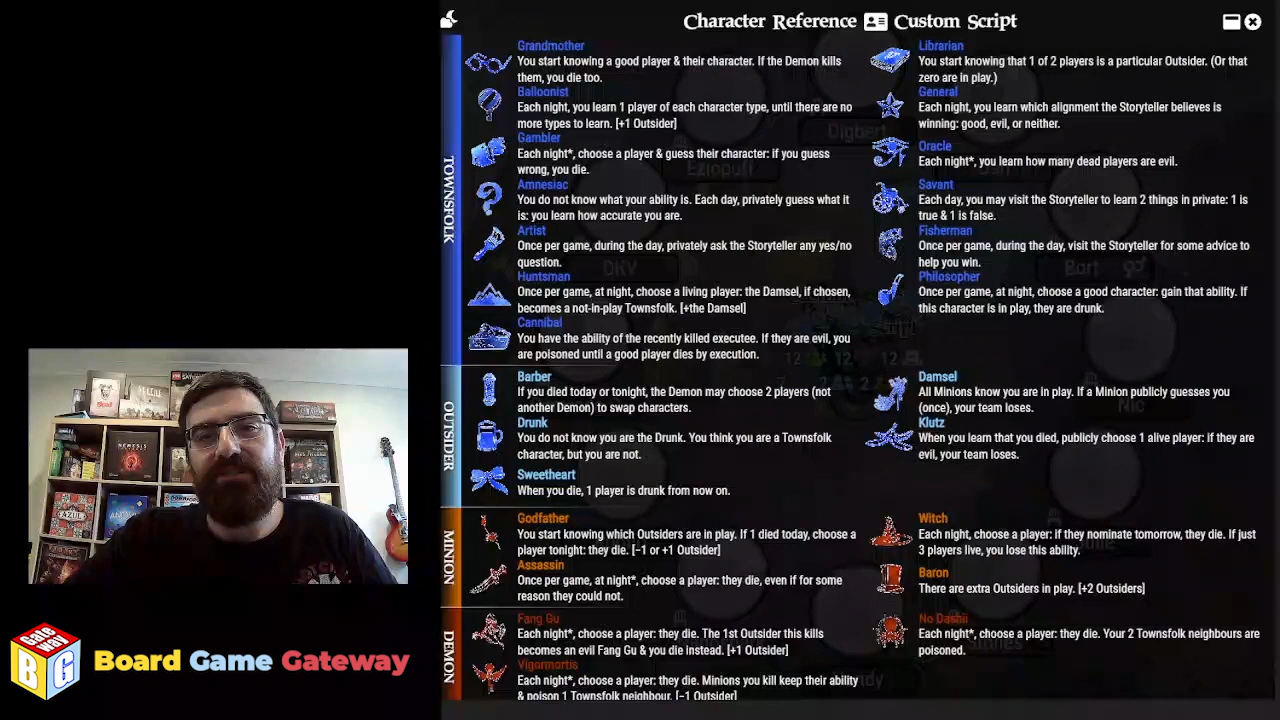 Character Reference Custom Script
TOWNSFOLK
Grandmother
You start knowing a good player & their character. If the Demon kills
them, you die too.
Balloonist
Each night, you learn 1 player of each character type, until there are
no more types to learn. [+1 Outsider]
Gambler
Each night*, choose a player & guess their character: if you guess
wrong, you die.
Amnesiac
You do not know what your ability is. Each day, privately guess what it
is: you learn how accurate you are.
Artist
Once per game, during the day, privately ask the Storyteller any yes/no
question.
Huntsman
Once per game, at night, choose a living player: the Damsel, if chosen,
becomes a not-in-play Townsfolk. [+the Damsel]
Cannibal
You have the ability of the recently killed executee. If they are evil, you
are poisoned until a good player dies by execution.
Librarian
You start knowing that 1 of 2 players is a particular Outsider. (Or that
zero are in play.)
General
Each night, you learn which alignment the Storyteller believes is
winning: good, evil, or neither.
Oracle
Each night*, you learn how many dead players are evil.
Savant
Each day, you may visit the Storyteller to learn 2 things in private: 1 is
true & 1 is false.
Fisherman
Once per game, during the day, visit the Storyteller for some advice to
help you win.
Philosopher
Once per game, at night, choose a good character: gain that ability. If
this character is in play, they are drunk.
OUTSIDER
Barber
If you died today or tonight, the Demon may choose 2 players (not
another Demon) to swap characters.
Drunk
You do not know you are the Drunk. You think you are a Townsfolk
character, but you are not.
Sweetheart
When you die, 1 player is drunk from now on.
Damsel
All Minions know you are in play. If a Minion publicly guesses you
(once), your team loses.
Klutz
When you learn that you died, publicly choose 1 alive player: if they are
evil, your team loses.
MINION
Godfather
You start knowing which Outsiders are in play. If 1 died today, choose a
player tonight: they die. [−1 or +1 Outsider]
Assassin
Once per game, at night*, choose a player: they die, even if for some
reason they could not.
Witch
Each night, choose a player: if they nominate tomorrow, they die. If just
3 players live, you lose this ability.
Baron
There are extra Outsiders in play. [+2 Outsiders]
DEMON
Fang Gu
Each night*, choose a player: they die. The 1st Outsider this kills
becomes an evil Fang Gu & you die instead. [+1 Outsider]
Vigormortis
Each night*, choose a player: they die. Minions you kill keep their ability
& poison 1 Townsfolk neighbour. [−1 Outsider]
No Dashii
Each night*, choose a player: they die. Your 2 Townsfolk neighbours are
poisoned.
Digbert
DKV
Bart
Nic
NEMESIS
AZUL
Gate
way
B G
Board Game Gateway